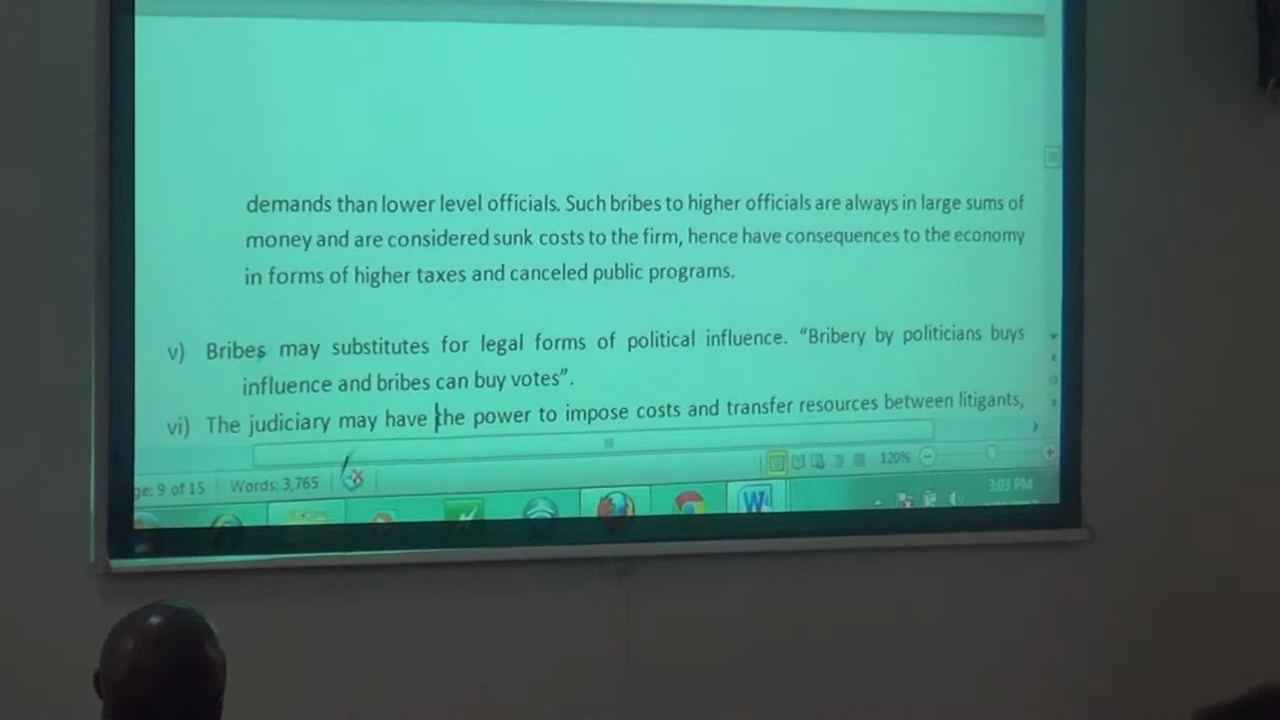 demands than lower level officials. Such bribes to higher officials are always in large sums of
money and are considered sunk costs to the firm, hence have consequences to the economy
in forms of higher taxes and canceled public programs.
v) Bribes may substitutes for legal forms of political influence. “Bribery by politicians buys
influence and bribes can buy votes”.
vi) The judiciary may have the power to impose costs and transfer resources between litigants,
ge: 9 of 15 Words: 3,765 120%
W 3:03 PM